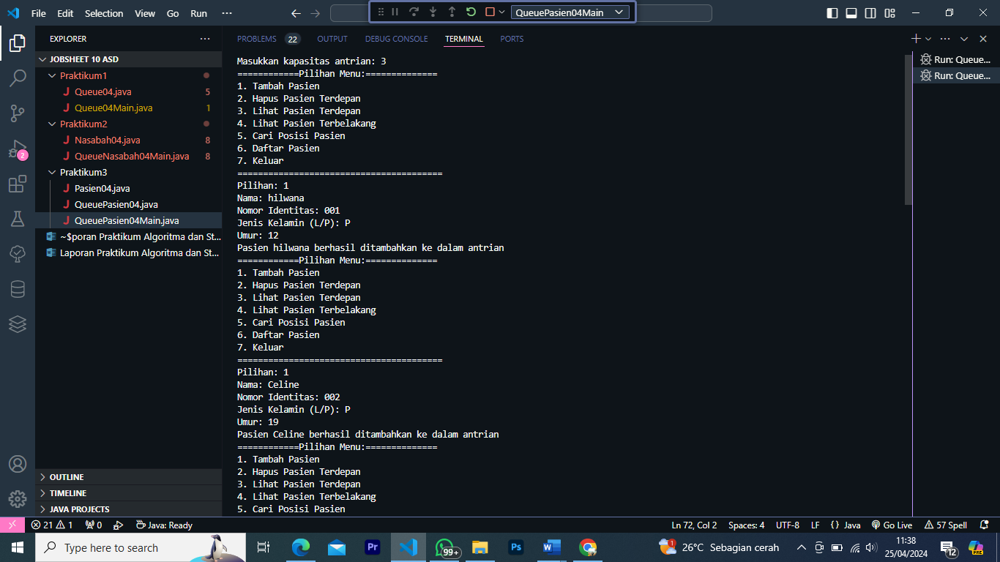 File Edit Selection View Go Run ···
QueuePasien04Main
EXPLORER ···
JOBSHEET 10 ASD
Praktikum1
J Queue04.java 5
J Queue04Main.java 1
Praktikum2
J Nasabah04.java 8
J QueueNasabah04Main.java 8
Praktikum3
J Pasien04.java
J QueuePasien04.java
J QueuePasien04Main.java
~$poran Praktikum Algoritma dan St...
Laporan Praktikum Algoritma dan St...
OUTLINE
TIMELINE
JAVA PROJECTS
2
PROBLEMS 22 OUTPUT DEBUG CONSOLE TERMINAL PORTS
Run: Queue...
Run: Queue...
Masukkan kapasitas antrian: 3
============Pilihan Menu:==============
1. Tambah Pasien
2. Hapus Pasien Terdepan
3. Lihat Pasien Terdepan
4. Lihat Pasien Terbelakang
5. Cari Posisi Pasien
6. Daftar Pasien
7. Keluar
========================================
Pilihan: 1
Nama: hilwana
Nomor Identitas: 001
Jenis Kelamin (L/P): P
Umur: 12
Pasien hilwana berhasil ditambahkan ke dalam antrian
============Pilihan Menu:==============
1. Tambah Pasien
2. Hapus Pasien Terdepan
3. Lihat Pasien Terdepan
4. Lihat Pasien Terbelakang
5. Cari Posisi Pasien
6. Daftar Pasien
7. Keluar
========================================
Pilihan: 1
Nama: Celine
Nomor Identitas: 002
Jenis Kelamin (L/P): P
Umur: 19
Pasien Celine berhasil ditambahkan ke dalam antrian
============Pilihan Menu:==============
1. Tambah Pasien
2. Hapus Pasien Terdepan
3. Lihat Pasien Terdepan
4. Lihat Pasien Terbelakang
5. Cari Posisi Pasien
21 1 0 Java: Ready Ln 72, Col 2 Spaces: 4 UTF-8 LF {} Java Go Live 57 Spell
Type here to search Pr 99+ Ps W 1 26°C Sebagian cerah 11:38 12 PRE
25/04/2024